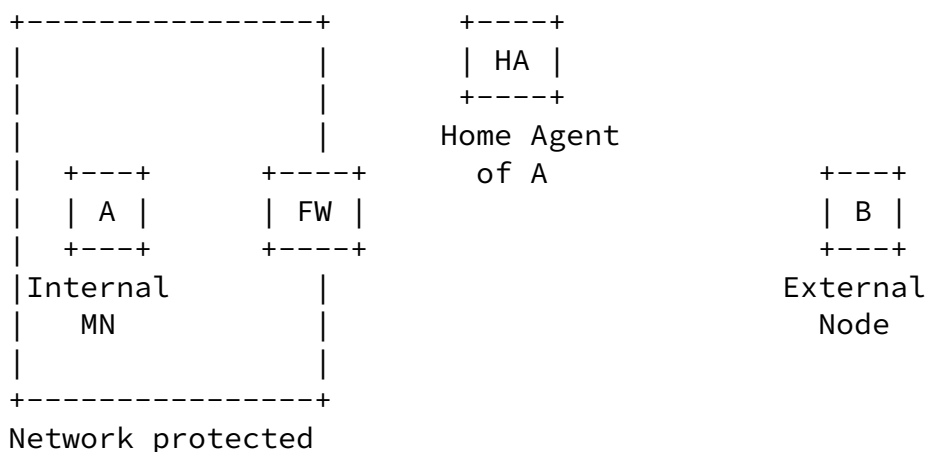 HA
Home Agent
of A
A
FW
B
Internal
External
MN
Node
Network protected